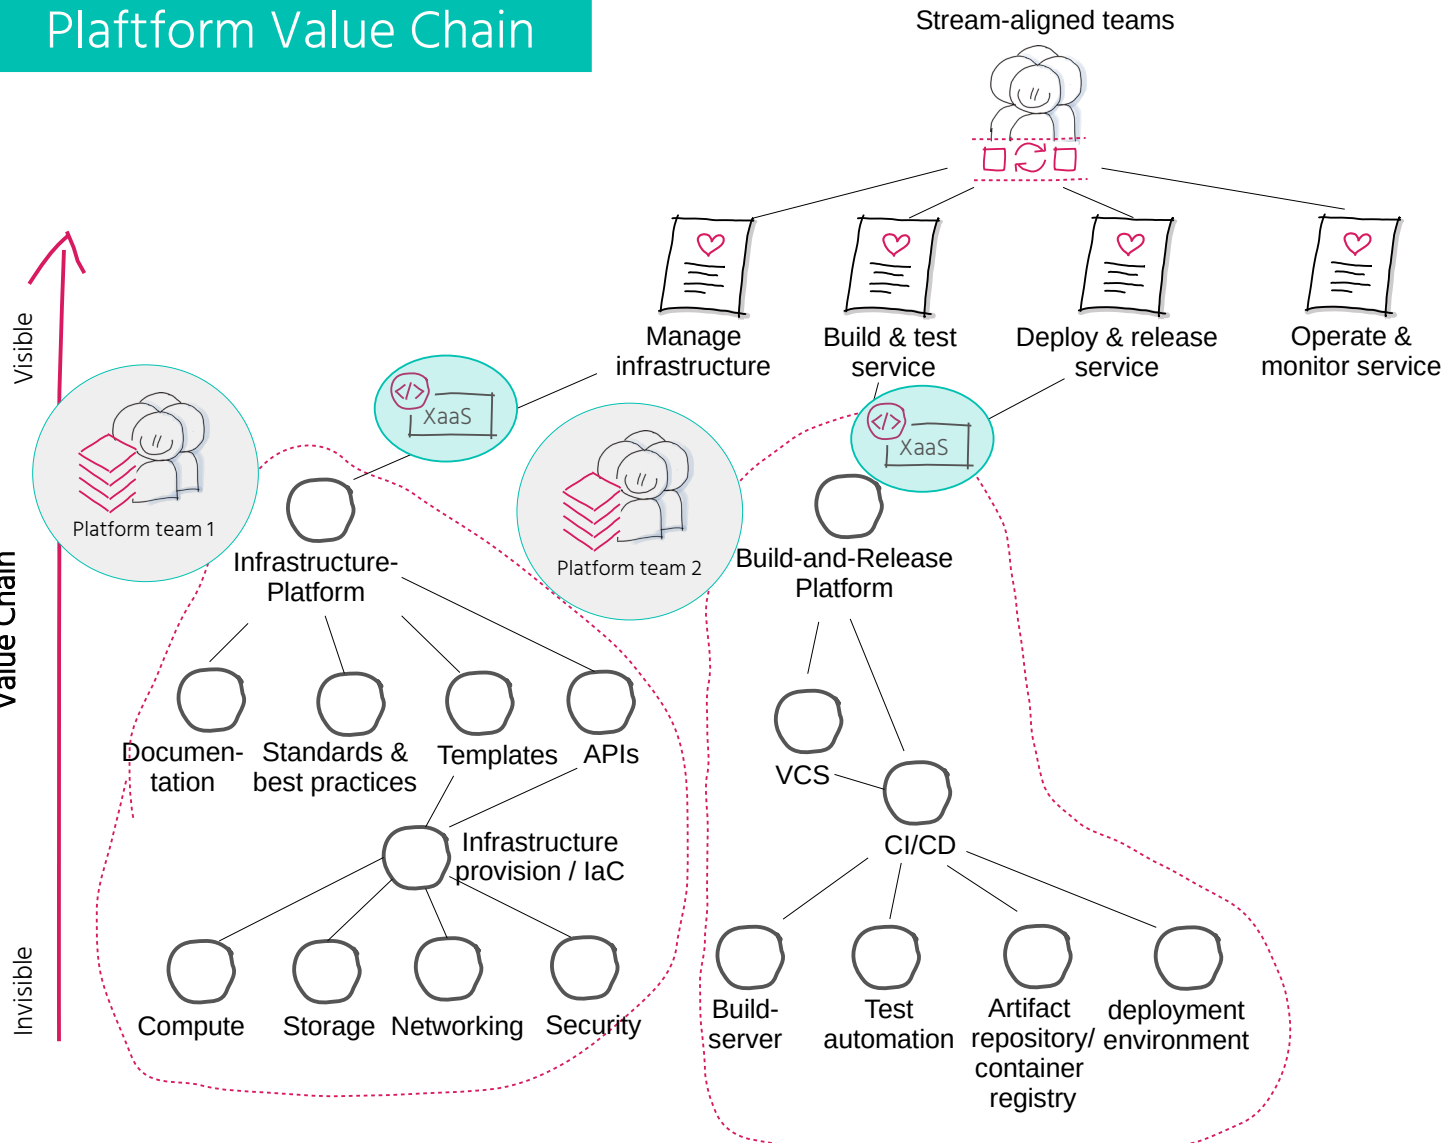 Plaftform Value Chain
Stream-aligned teams
Manage
infrastructure
Build & test
service
Deploy & release
service
Operate &
monitor service
Visible
Value Chain
Invisible
</> XaaS
</> XaaS
Platform team 1
Platform team 2
Infrastructure-
Platform
Build-and-Release
Platform
Documen-
tation
Standards &
best practices
Templates
APIs
VCS
CI/CD
Infrastructure
provision / IaC
Compute
Storage
Networking
Security
Build-
server
Test
automation
Artifact
repository/
container
registry
deployment
environment